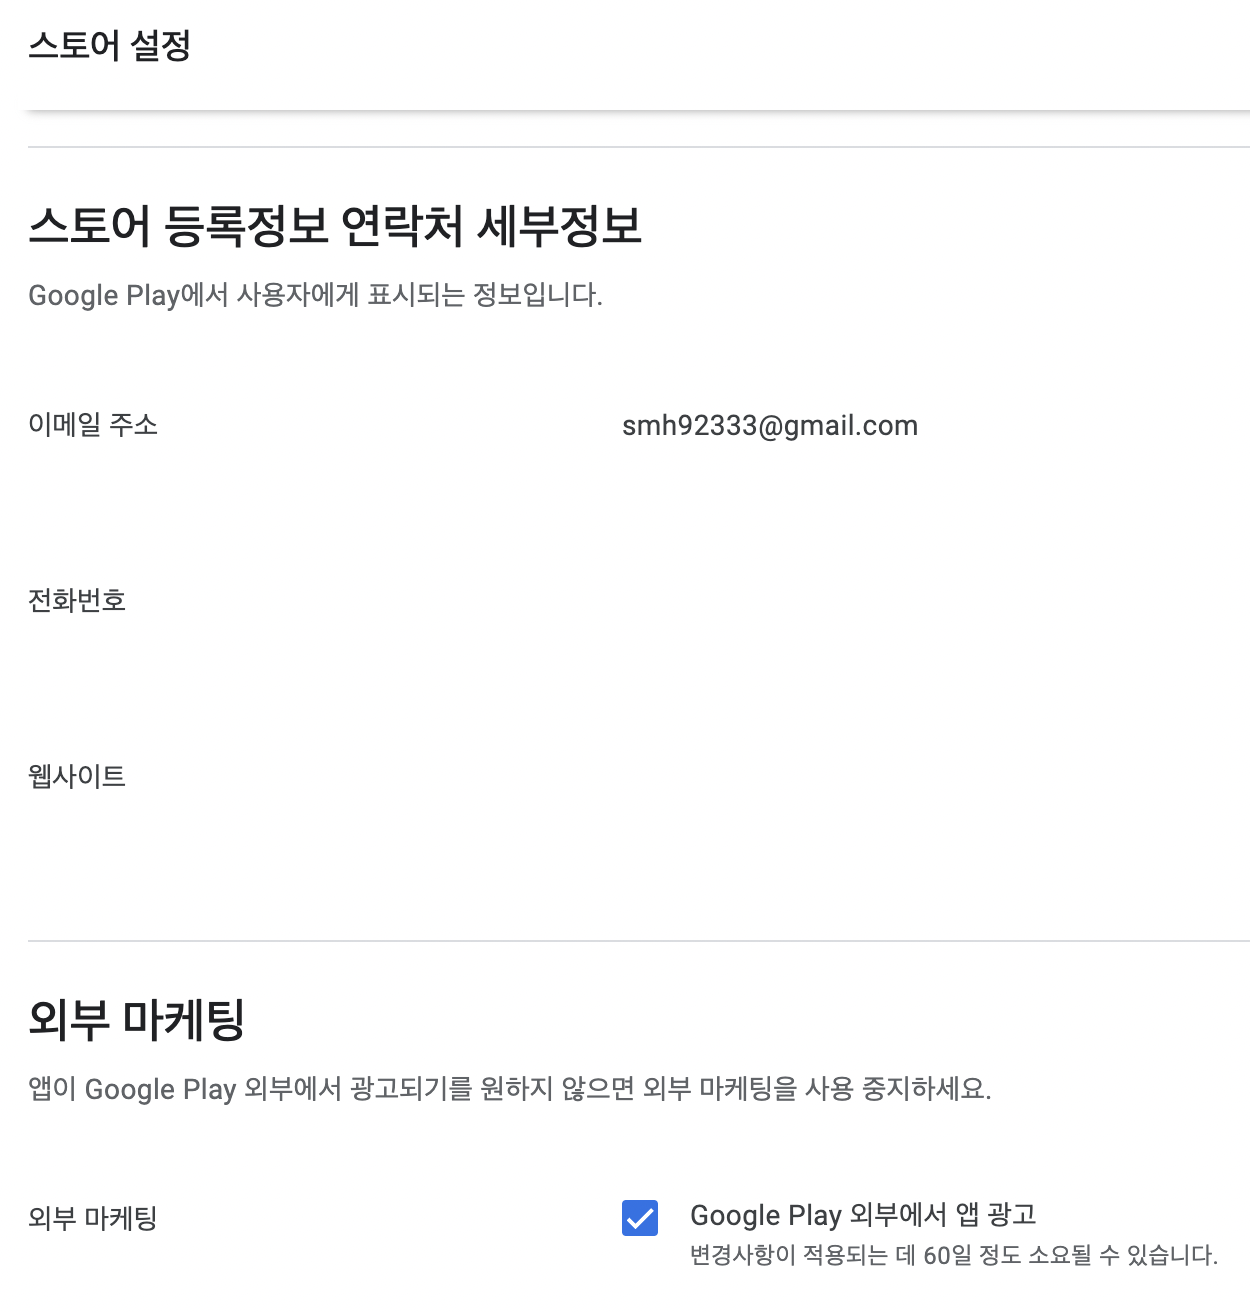 스토어 설정
스토어 등록정보 연락처 세부정보
Google Play에서 사용자에게 표시되는 정보입니다.
이메일 주소 smh92333@gmail.com
전화번호
웹사이트
외부 마케팅
앱이 Google Play 외부에서 광고되기를 원하지 않으면 외부 마케팅을 사용 중지하세요.
외부 마케팅 Google Play 외부에서 앱 광고
변경사항이 적용되는 데 60일 정도 소요될 수 있습니다.